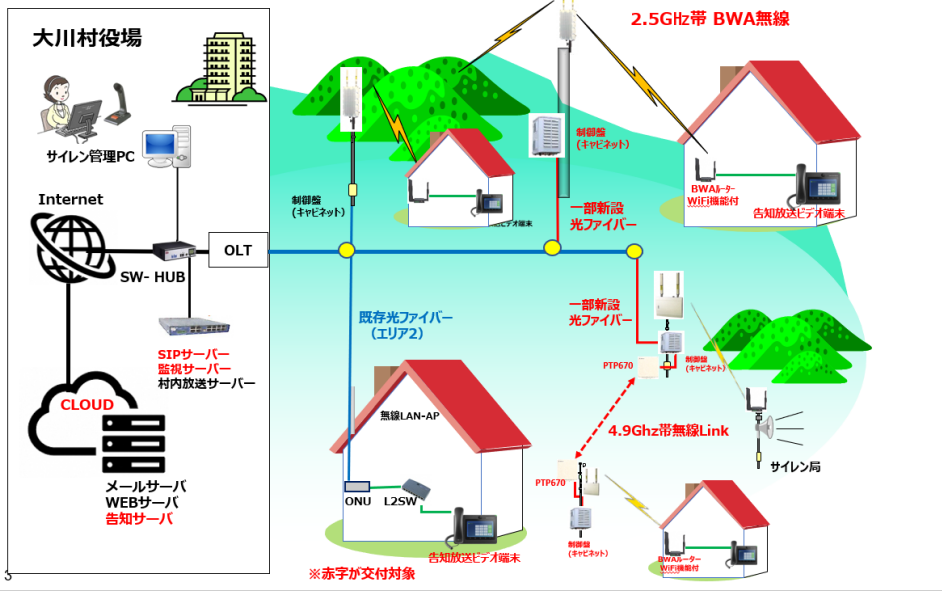 2.5GHz帯 BWA無線
大川村役場
サイレン管理PC
制御盤
(キャビネット)
制御盤
(キャビネット)
BWAルーター
WiFi機能付
告知放送ビデオ端末
Internet
一部新設
光ファイバー
OLT
SW- HUB
一部新設
光ファイバー
既存光ファイバー
(エリア2)
SIPサーバー
監視サーバー
村内放送サーバー
PTP670
制御盤
(キャビネット)
CLOUD
無線LAN-AP
4.9Ghz帯無線Link
サイレン局
メールサーバ
WEBサーバ
告知サーバ
ONU
L2SW
PTP670
告知放送ビデオ端末
制御盤
(キャビネット)
BWAルーター
WiFi機能付
※赤字が交付対象
3